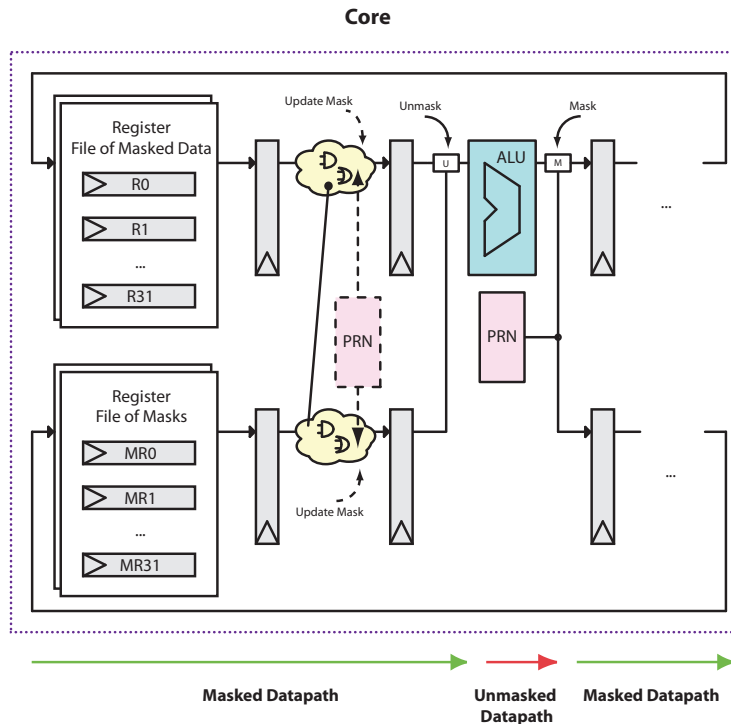 Core
Update Mask
Unmask
Mask
Register
File of Masked Data
R0
R1
...
R31
U
ALU
M
...
PRN
PRN
Register
File of Masks
MR0
MR1
...
MR31
Update Mask
...
Masked Datapath
Unmasked
Datapath
Masked Datapath